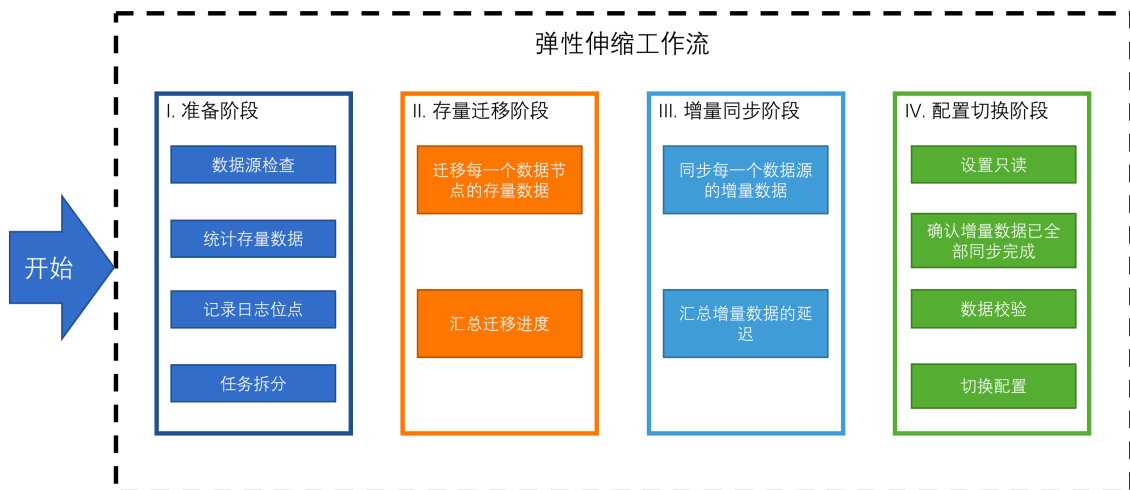 弹性伸缩工作流
开始
I. 准备阶段
数据源检查
统计存量数据
记录日志位点
任务拆分
II. 存量迁移阶段
迁移每一个数据节
点的存量数据
汇总迁移进度
III. 增量同步阶段
同步每一个数据源
的增量数据
汇总增量数据的延
迟
IV. 配置切换阶段
设置只读
确认增量数据已全
部同步完成
数据校验
切换配置